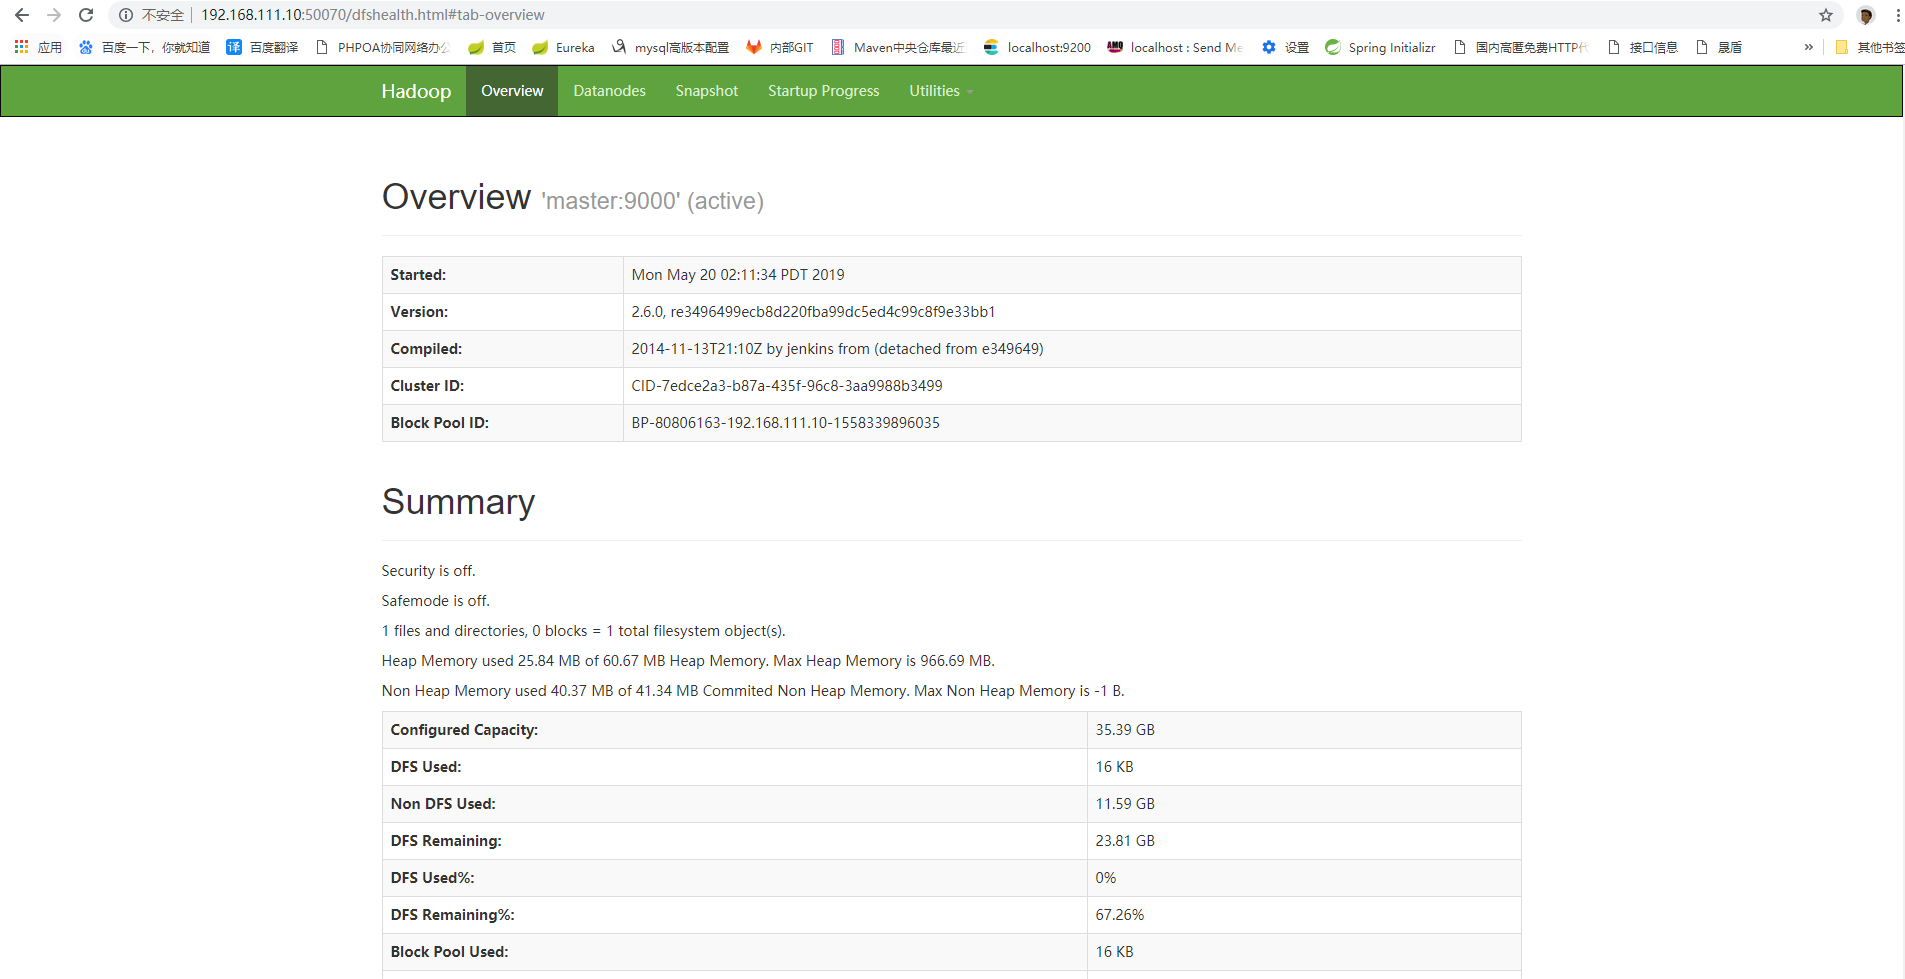 不安全 192.168.111.10:50070/dfshealth.html#tab-overview
应用 百度一下，你就知道 百度翻译 PHPOA协同网络办公 首页 Eureka mysql高版本配置 内部GIT Maven中央仓库最近 localhost:9200 localhost : Send Me 设置 Spring Initializr 国内高匿免费HTTP代 接口信息 晟盾 » 其他书签
Hadoop Overview Datanodes Snapshot Startup Progress Utilities
Overview 'master:9000' (active)
Started: Mon May 20 02:11:34 PDT 2019
Version: 2.6.0, re3496499ecb8d220fba99dc5ed4c99c8f9e33bb1
Compiled: 2014-11-13T21:10Z by jenkins from (detached from e349649)
Cluster ID: CID-7edce2a3-b87a-435f-96c8-3aa9988b3499
Block Pool ID: BP-80806163-192.168.111.10-1558339896035
Summary
Security is off.
Safemode is off.
1 files and directories, 0 blocks = 1 total filesystem object(s).
Heap Memory used 25.84 MB of 60.67 MB Heap Memory. Max Heap Memory is 966.69 MB.
Non Heap Memory used 40.37 MB of 41.34 MB Commited Non Heap Memory. Max Non Heap Memory is -1 B.
Configured Capacity: 35.39 GB
DFS Used: 16 KB
Non DFS Used: 11.59 GB
DFS Remaining: 23.81 GB
DFS Used%: 0%
DFS Remaining%: 67.26%
Block Pool Used: 16 KB